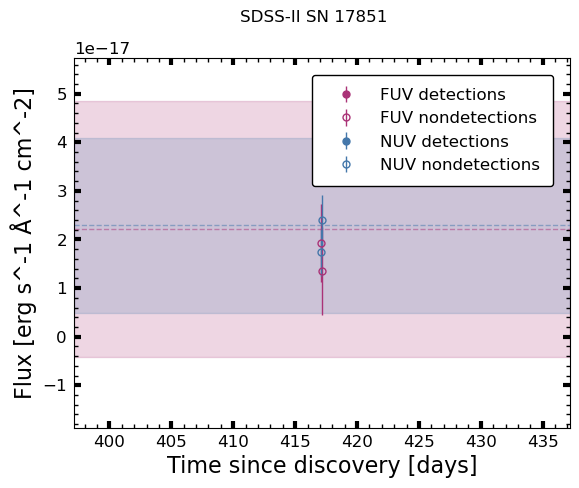 SDSS-II SN 17851
1e−17
FUV detections
FUV nondetections
NUV detections
NUV nondetections
5
4
3
2
1
0
−1
Flux [erg s^-1 Å^-1 cm^-2]
400 405 410 415 420 425 430 435
Time since discovery [days]